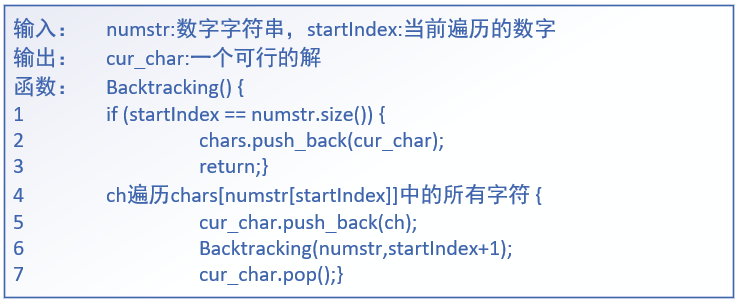 输入： numstr:数字字符串，startIndex:当前遍历的数字
输出： cur_char:一个可行的解
函数： Backtracking() {
1 if (startIndex == numstr.size()) {
2 chars.push_back(cur_char);
3 return;}
4 ch遍历chars[numstr[startIndex]]中的所有字符 {
5 cur_char.push_back(ch);
6 Backtracking(numstr,startIndex+1);
7 cur_char.pop();}